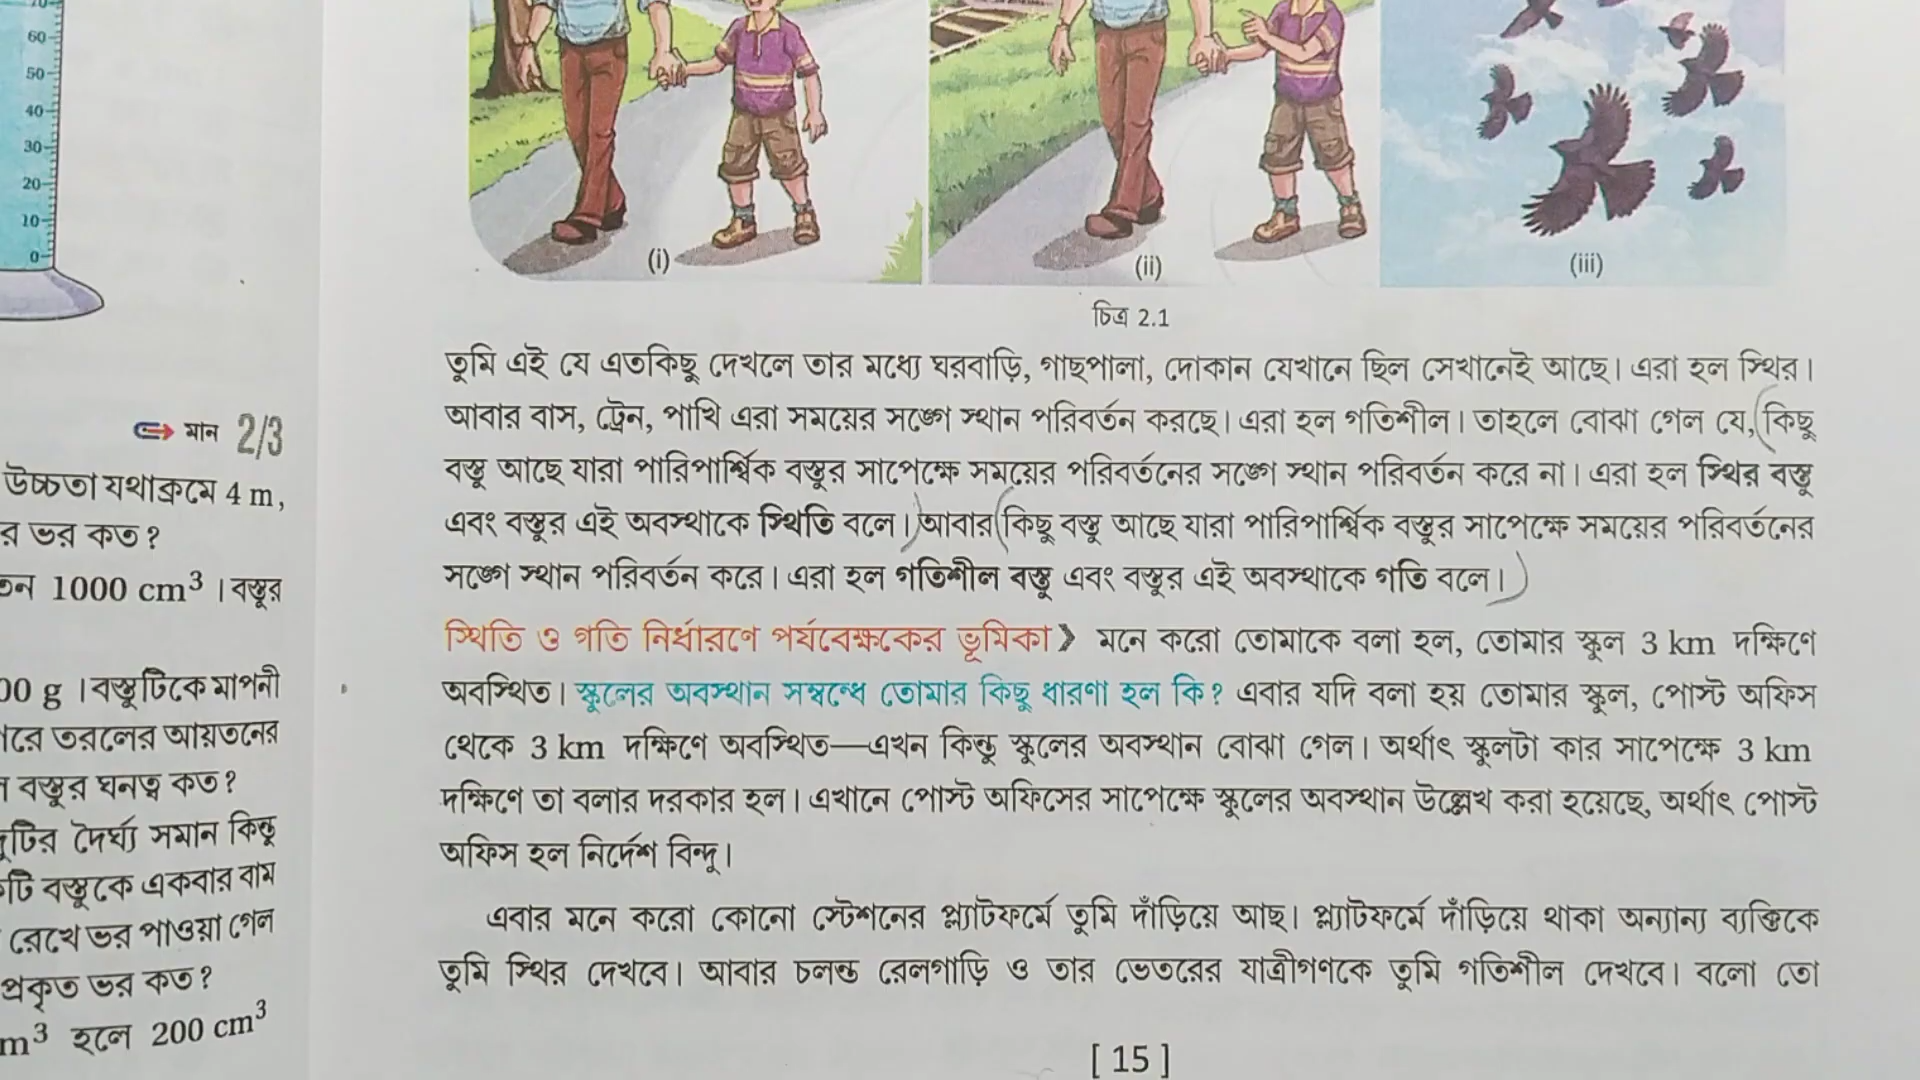 60
50
40
30
20
10
0
মান 2/3
উচ্চতা যথাক্রমে 4 m,
র ভর কত?
1000 cm³ । বস্তুর
00 g । বস্তুটিকে মাপনী
তরলের আয়তনের
বস্তুর ঘনত্ব কত?
দৈর্ঘ্য সমান কিন্তু
বস্তুকে একবার বাম
রেখে ভর পাওয়া গেল
প্রকৃত ভর কত?
m³ হলে 200 cm³
(i)
(ii)
(iii)
চিত্র 2.1
তুমি এই যে এতকিছু দেখলে তার মধ্যে ঘরবাড়ি, গাছপালা, দোকান যেখানে ছিল সেখানেই আছে। এরা হল স্থির।
আবার বাস, ট্রেন, পাখি এরা সময়ের সঙ্গে স্থান পরিবর্তন করছে। এরা হল গতিশীল। তাহলে বোঝা গেল যে, কিছু
বস্তু আছে যারা পারিপার্শ্বিক বস্তুর সাপেক্ষে সময়ের পরিবর্তনের সঙ্গে স্থান পরিবর্তন করে না। এরা হল স্থির বস্তু
এবং বস্তুর এই অবস্থাকে স্থিতি বলে। আবার কিছু বস্তু আছে যারা পারিপার্শ্বিক বস্তুর সাপেক্ষে সময়ের পরিবর্তনের
সঙ্গে স্থান পরিবর্তন করে। এরা হল গতিশীল বস্তু এবং বস্তুর এই অবস্থাকে গতি বলে।
স্থিতি ও গতি নির্ধারণে পর্যবেক্ষকের ভূমিকা》 মনে করো তোমাকে বলা হল, তোমার স্কুল 3 km দক্ষিণে
অবস্থিত। স্কুলের অবস্থান সম্বন্ধে তোমার কিছু ধারণা হল কি? এবার যদি বলা হয় তোমার স্কুল, পোস্ট অফিস
থেকে 3 km দক্ষিণে অবস্থিত—এখন কিন্তু স্কুলের অবস্থান বোঝা গেল। অর্থাৎ স্কুলটা কার সাপেক্ষে 3 km
দক্ষিণে তা বলার দরকার হল। এখানে পোস্ট অফিসের সাপেক্ষে স্কুলের অবস্থান উল্লেখ করা হয়েছে, অর্থাৎ পোস্ট
অফিস হল নির্দেশ বিন্দু।
এবার মনে করো কোনো স্টেশনের প্ল্যাটফর্মে তুমি দাঁড়িয়ে আছ। প্ল্যাটফর্মে দাঁড়িয়ে থাকা অন্যান্য ব্যক্তিকে
তুমি স্থির দেখবে। আবার চলন্ত রেলগাড়ি ও তার ভেতরের যাত্রীগণকে তুমি গতিশীল দেখবে। বলো তো
[ 15 ]